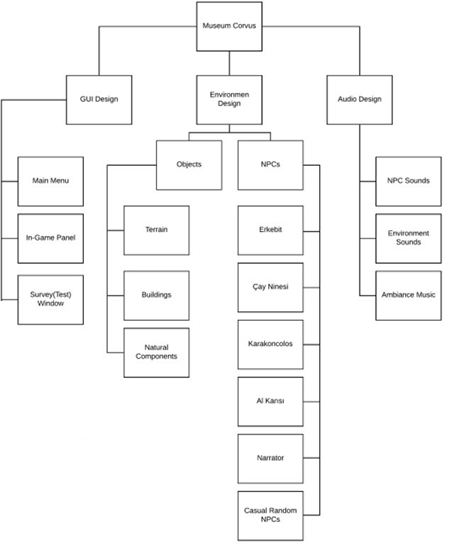 Museum Corvus
GUI Design
Environmen
Design
Audio Design
Objects
NPCs
Main Menu
NPC Sounds
Terrain
Erkebit
In-Game Panel
Environment
Sounds
Survey(Test)
Window
Buildings
Çay Ninesi
Ambiance Music
Natural
Components
Karakoncolos
Al Karısı
Narrator
Casual Random
NPCs